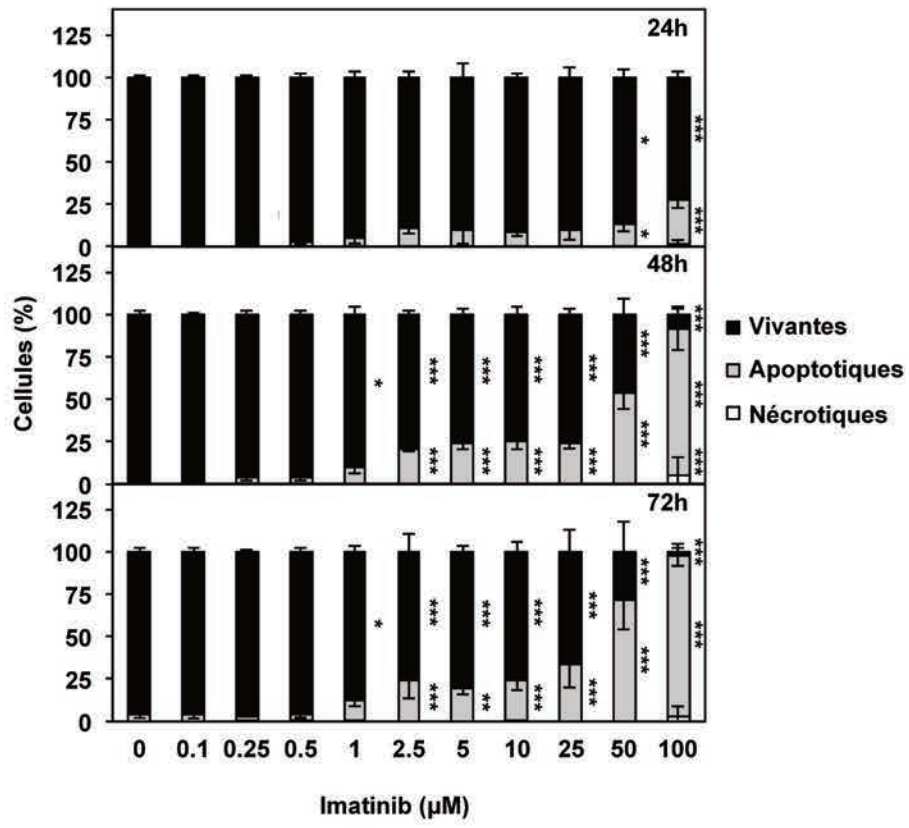 24h
125
100
75
50
25
0
* ***
* ***
48h
125
100
75
50
25
0
* *** *** *** *** *** ***
*** *** *** *** *** ***
***
72h
125
100
75
50
25
0
* *** *** *** *** *** ***
*** ** *** *** *** ***
Cellules (%)
Vivantes
Apoptotiques
Nécrotiques
0 0.1 0.25 0.5 1 2.5 5 10 25 50 100
Imatinib (µM)